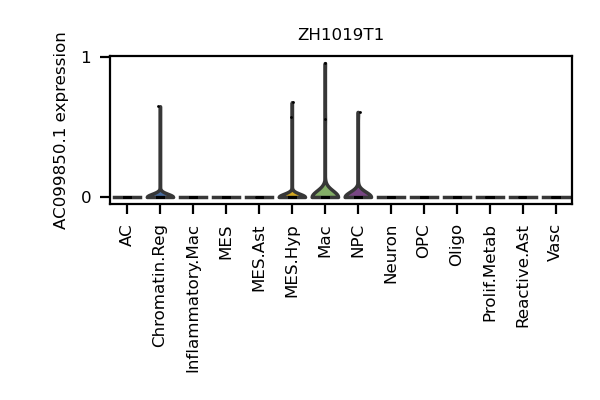 ZH1019T1
AC099850.1 expression
1
0
AC
Chromatin.Reg
Inflammatory.Mac
MES
MES.Ast
MES.Hyp
Mac
NPC
Neuron
OPC
Oligo
Prolif.Metab
Reactive.Ast
Vasc